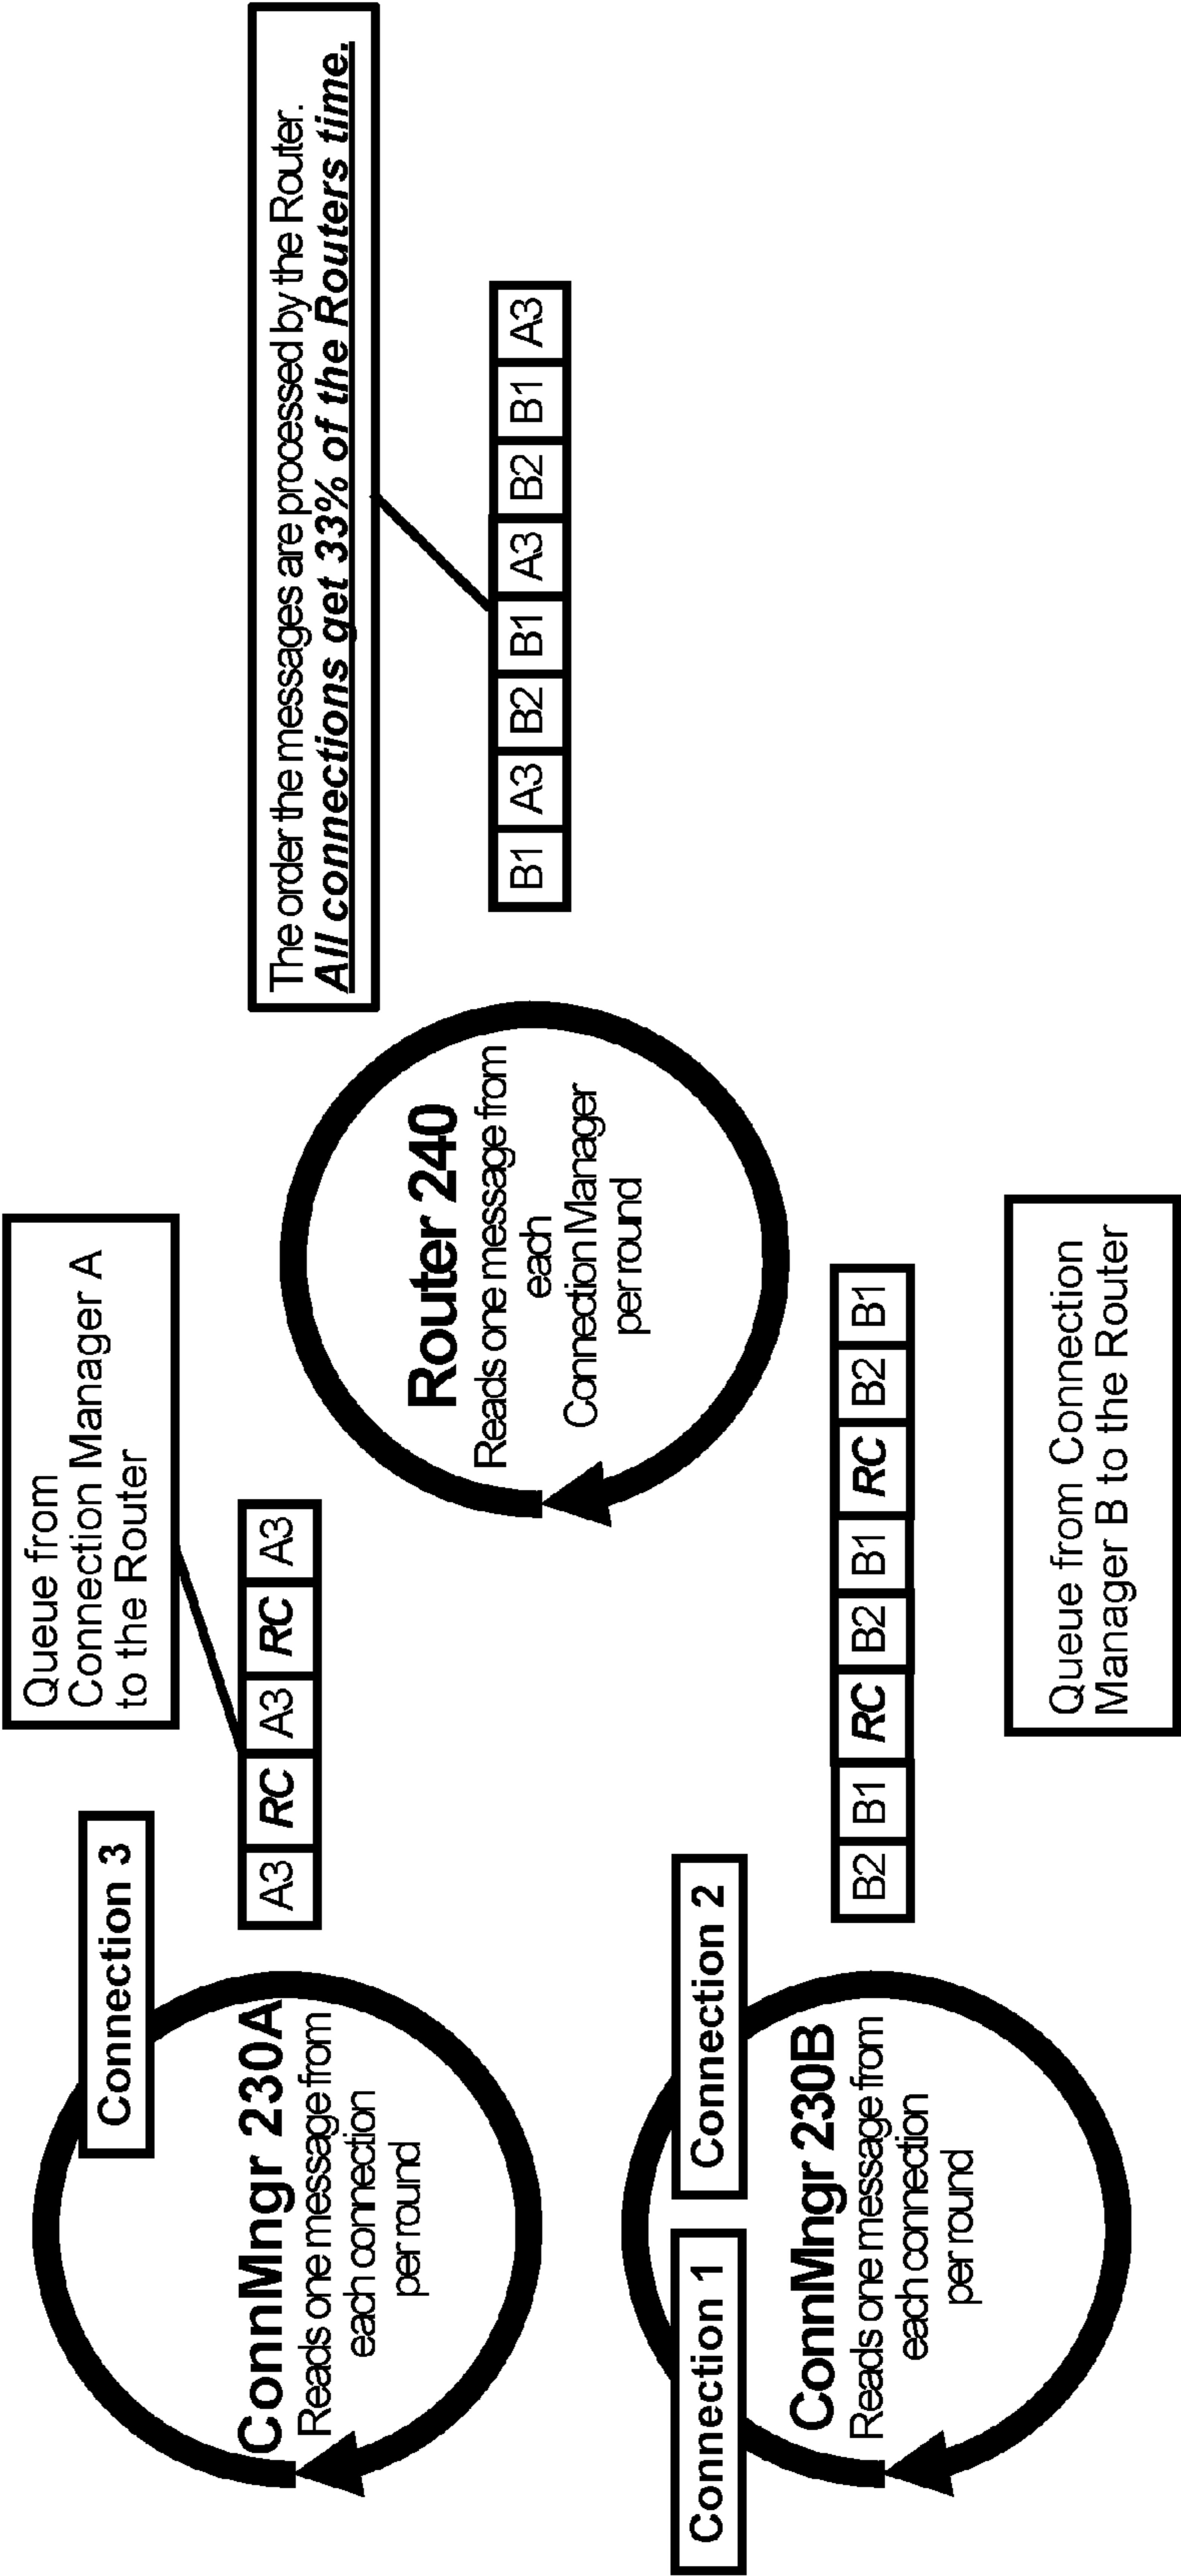 Queue from
Connection Manager A
to the Router
Connection 3
A3 RC A3 RC A3
ConnMngr 230A
Reads one message from
each connection
per round
The order the messages are processed by the Router.
All connections get 33% of the Routers time.
Router 240
Reads one message from
each
Connection Manager
per round
B1 A3 B2 B1 A3 B2 B1 A3
Connection 1
Connection 2
ConnMngr 230B
Reads one message from
each connection
per round
B2 B1 RC B2 B1 RC B2 B1
Queue from Connection
Manager B to the Router